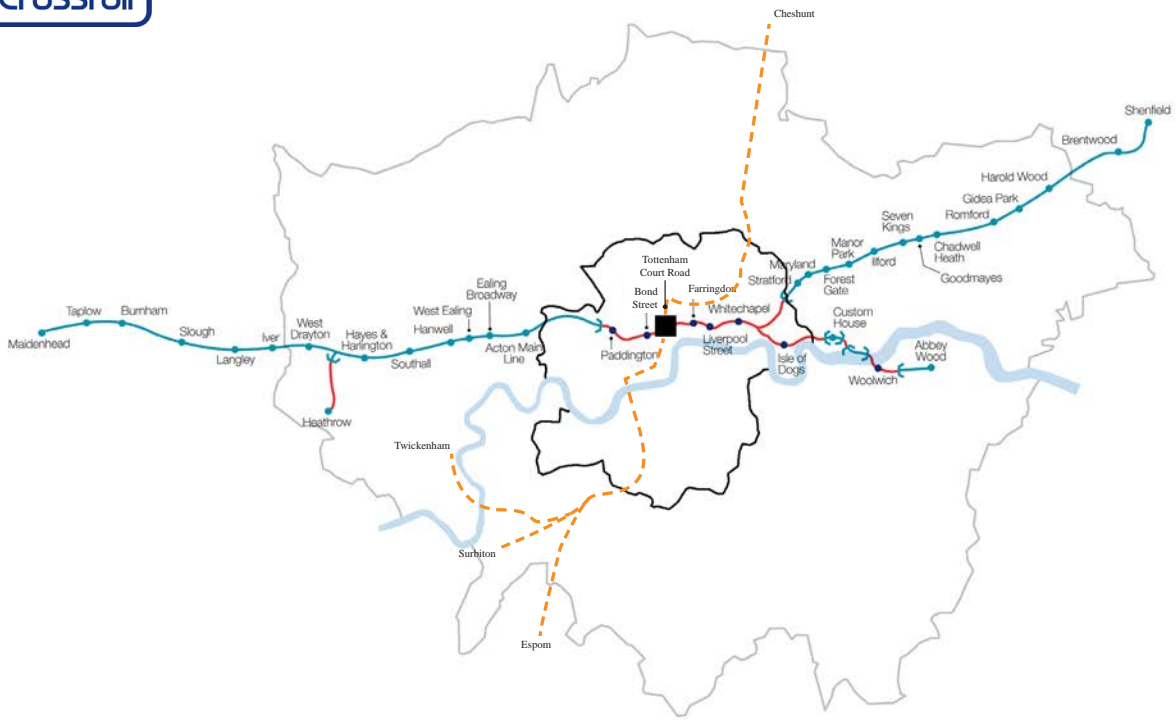 Crossrail
Cheshunt
Shenfield
Brentwood
Harold Wood
Gidea Park
Romford
Seven
Kings
Chadwell
Heath
Goodmayes
Manor
Park
Ilford
Maryland
Stratford
Forest
Gate
Tottenham
Court Road
Bond
Street
Farringdon
Whitechapel
Liverpool
Street
Paddington
Isle of
Dogs
Custom
House
Abbey
Wood
Woolwich
Ealing
Broadway
West Ealing
Hanwell
Acton Main
Line
Southall
Hayes &
Harlington
West
Drayton
Iver
Langley
Slough
Burnham
Taplow
Maidenhead
Heathrow
Twickenham
Surbiton
Espom